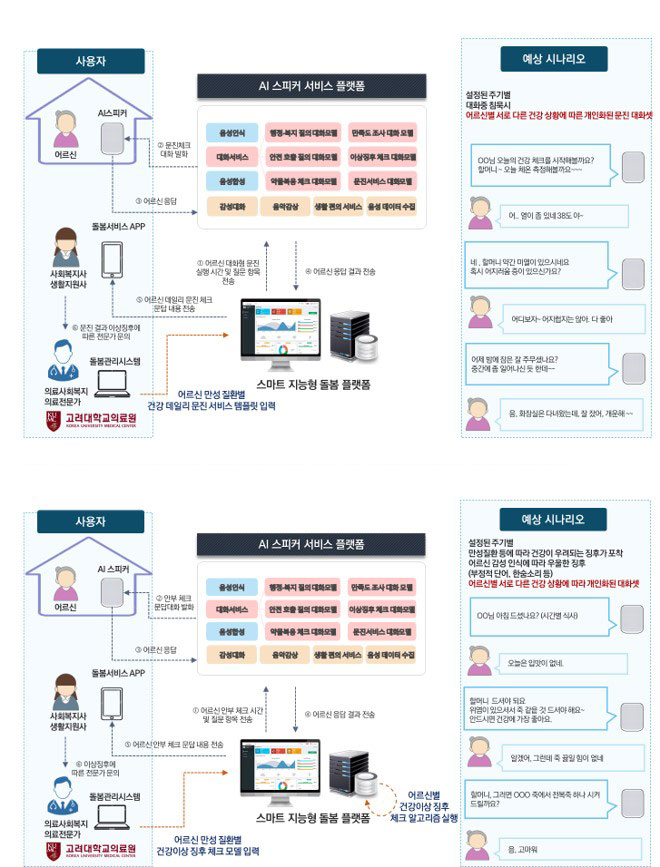 사용자
AI스피커
어르신
② 문진체크
대화 발화
③ 어르신 응답
AI 스피커 서비스 플랫폼
음성인식
행정·복지 질의 대화모델
만족도 조사 대화 모델
대화서비스
안전 호출 질의 대화모델
이상징후 체크 대화모델
음성합성
약물복용 체크 대화모델
문진서비스 대화모델
감성대화
음악감상
생활 편의 서비스
음성 데이터 수집
돌봄서비스 APP
사회복지사
생활지원사
① 어르신 대화형 문진
실행 시간 및 질문 항목
전송
④ 어르신 응답 결과 전송
⑤ 어르신 데일리 문진 체크
문답 내용 전송
⑥ 문진 결과 이상징후에
따른 전문가 문의
돌봄관리시스템
의료사회복지
의료전문가
고려대학교의료원
KOREA UNIVERSITY MEDICAL CENTER
스마트 지능형 돌봄 플랫폼
어르신 만성 질환별
건강 데일리 문진 서비스 템플릿 입력
예상 시나리오
설정된 주기별
대화중 침묵시
어르신별 서로 다른 건강 상황에 따른 개인화된 문진 대화셋
OO님 오늘의 건강 체크를 시작해볼까요?
할머니~ 오늘 체온 측정해볼까요~~~
어.. 열이 좀 있네 38도 야~
네, 할머니 약간 미열이 있으시네요
혹시 어지러움 증이 있으신가요?
어디보자~ 어지럽지는 않아. 다 좋아
어제 밤에 잠은 잘 주무셨나요?
중간에 좀 일어나신 듯 한데~~
음, 화장실은 다녀왔는데, 잘 잤어, 개운해 ~~
사용자
AI 스피커
어르신
② 안부 체크
문답대화 발화
③ 어르신 응답
AI 스피커 서비스 플랫폼
음성인식
행정·복지 질의 대화모델
만족도 조사 대화 모델
대화서비스
안전 호출 질의 대화모델
이상징후 체크 대화모델
음성합성
약물복용 체크 대화모델
문진서비스 대화모델
감성대화
음악감상
생활 편의 서비스
음성 데이터 수집
돌봄서비스 APP
사회복지사
생활지원사
① 어르신 안부 체크 시간
및 질문 항목 전송
④ 어르신 응답 결과 전송
⑤ 어르신 안부 체크 문답 내용 전송
⑥ 이상징후에
따른 전문가 문의
돌봄관리시스템
의료사회복지
의료전문가
고려대학교의료원
KOREA UNIVERSITY MEDICAL CENTER
스마트 지능형 돌봄 플랫폼
어르신별
건강이상 징후
체크 알고리즘 실행
어르신 만성 질환별
건강이상 징후 체크 모델 입력
예상 시나리오
설정된 주기별
만성질환 등에 따라 건강이 우려되는 징후가 포착
어르신 감성 인식에 따라 우울한 징후
(부정적 단어, 한숨소리 등)
어르신별 서로 다른 건강 상황에 따라 개인화된 대화셋
OO님 아침 드셨나요? (시간별 식사)
오늘은 입맛이 없네.
할머니 드셔야 되요
위염이 있으셔서 죽 같을 것 드셔야 해요~
안드시면 건강에 가장 좋아요.
알겠어, 그런데 죽 끓일 힘이 없네
할머니, 그러면 OOO 죽에서 전복죽 하나 시켜
드릴까요?
응, 고마워